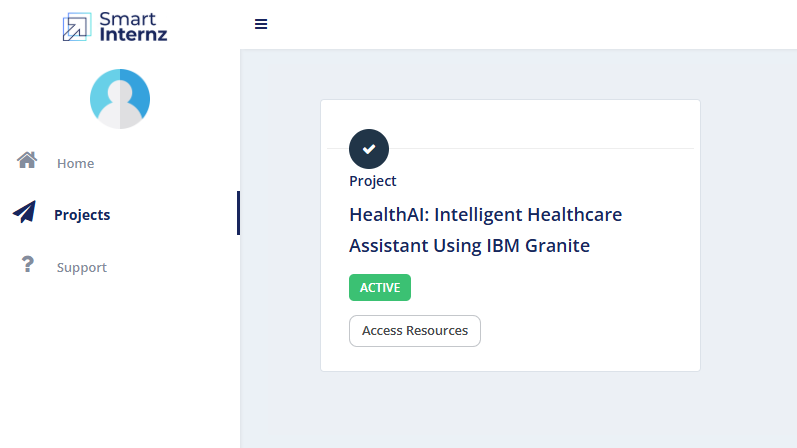 Smart
Internz
Home
Projects
Support
Project
HealthAI: Intelligent Healthcare
Assistant Using IBM Granite
ACTIVE
Access Resources